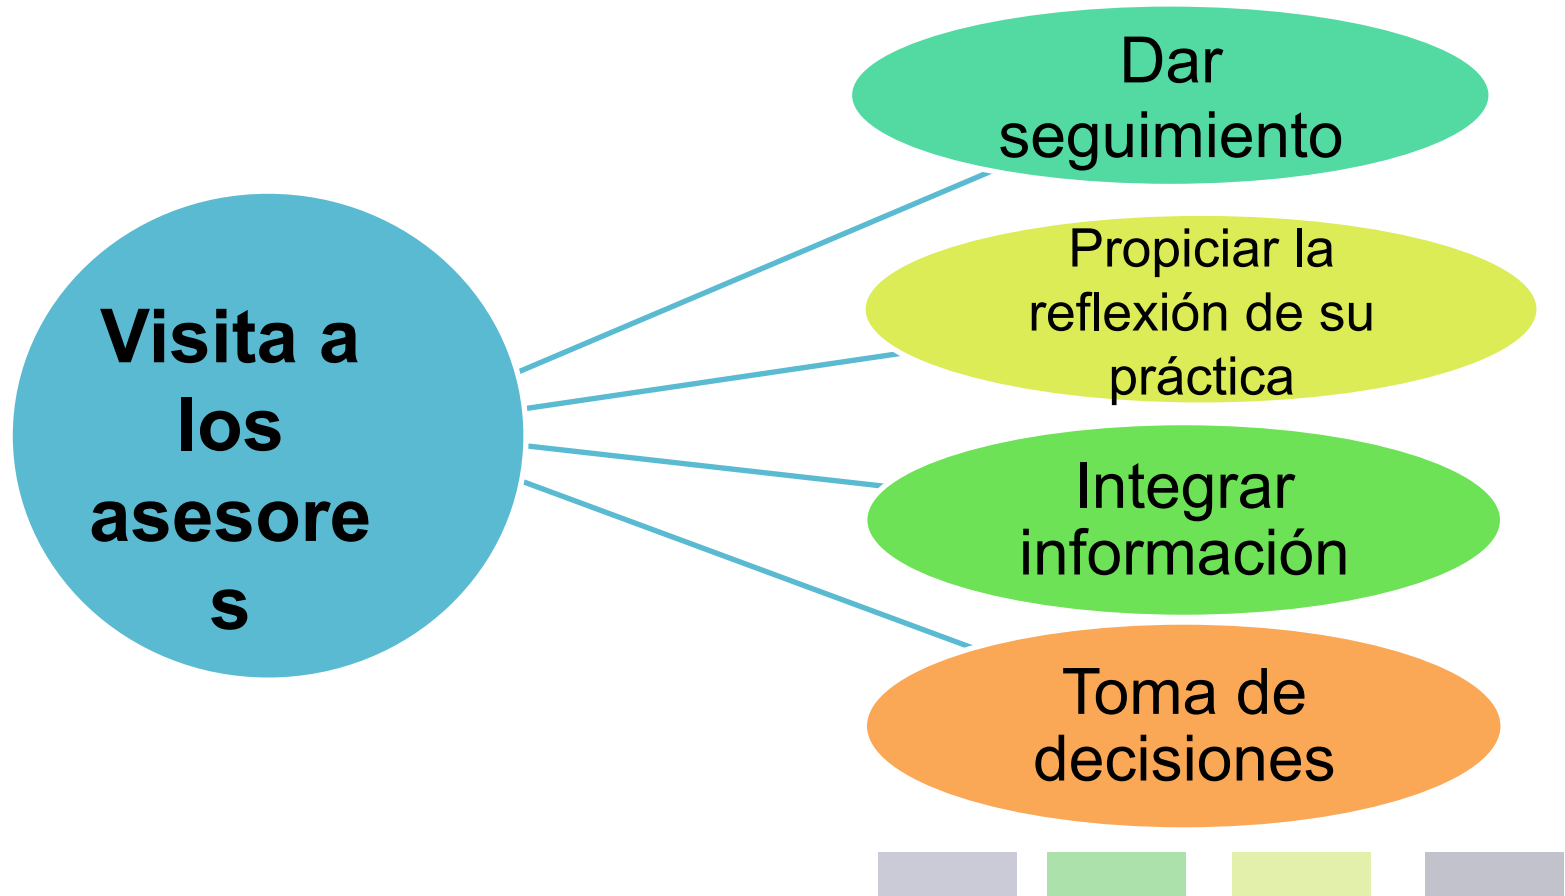 Visita a
los
asesore
s
Dar
seguimiento
Propiciar la
reflexión de su
práctica
Integrar
información
Toma de
decisiones